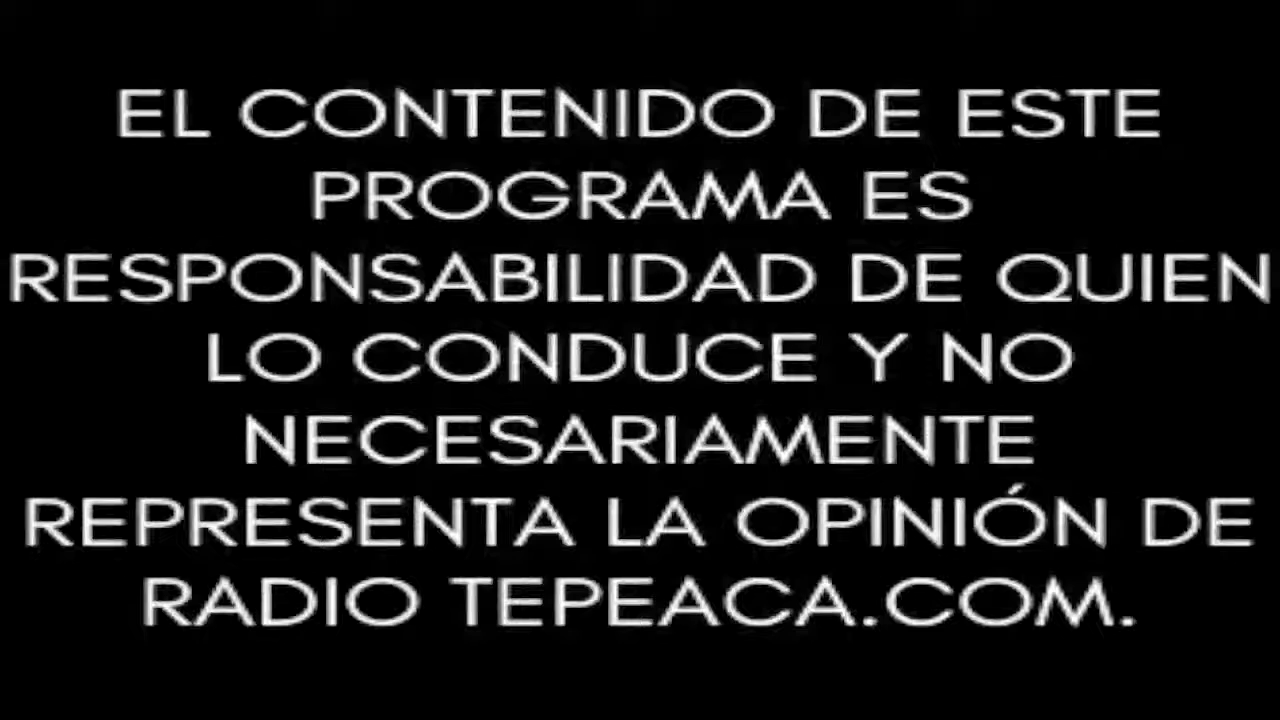 EL CONTENIDO DE ESTE
PROGRAMA ES
RESPONSABILIDAD DE QUIEN
LO CONDUCE Y NO
NECESARIAMENTE
REPRESENTA LA OPINIÓN DE
RADIO TEPEACA.COM.